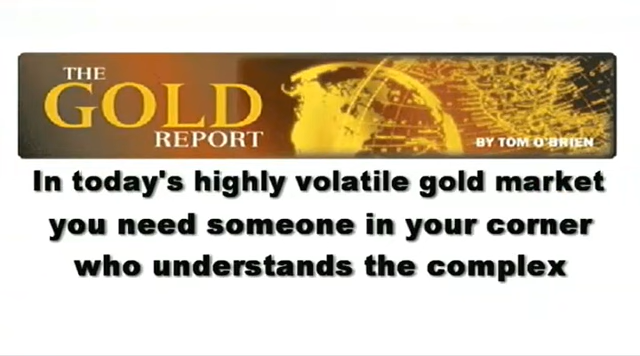 THE
GOLD
REPORT
BY TOM O'BRIEN
In today's highly volatile gold market
you need someone in your corner
who understands the complex